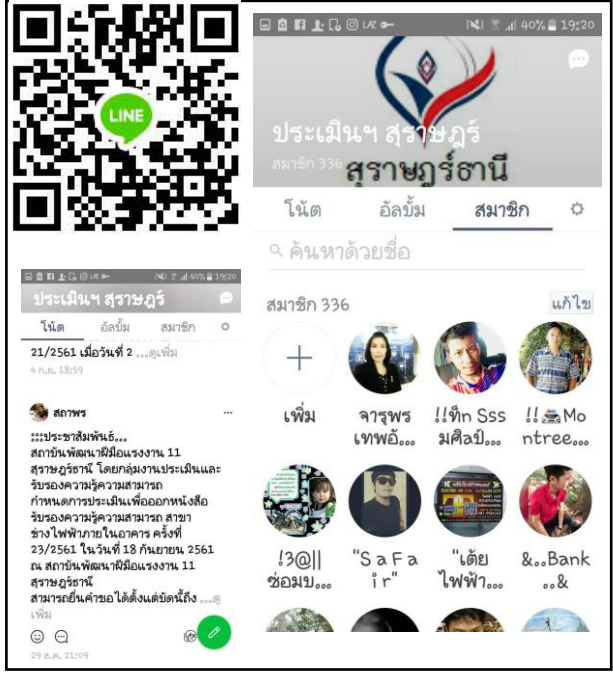 LINE
19:20
ประเมินฯ สุราษฎร์
โน้ต อัลบั้ม สมาชิก
21/2561 เมื่อวันที่ 2 ...ดูเพิ่ม
4 ก.ย. 18:59
สถาพร
:::ประชาสัมพันธ์...
สถาบันพัฒนาฝีมือแรงงาน 11
สุราษฎร์ธานี โดยกลุ่มงานประเมินและ
รับรองความรู้ความสามารถ
กำหนดการประเมินเพื่อออกหนังสือ
รับรองความรู้ความสามารถ สาขา
ช่างไฟฟ้าภายในอาคาร ครั้งที่
23/2561 ในวันที่ 18 กันยายน 2561
ณ สถาบันพัฒนาฝีมือแรงงาน 11
สุราษฎร์ธานี
สามารถยื่นคำขอได้ตั้งแต่บัดนี้ถึง ...ดู
เพิ่ม
29 ส.ค. 21:09
40% 19:20
ประเมินฯ สุราษฎร์
สมาชิก 336
สุราษฎร์ธานี
โน้ต อัลบั้ม สมาชิก
ค้นหาด้วยชื่อ
สมาชิก 336 แก้ไข
เพิ่ม จารุพร !!ท็n Sss !!🚔Mo
เทพอ้... มศิลป์... ntree...
!3@|| "S a F a "เต้ย &..Bank
ซ่อมบ... i r" ไฟฟ้า... ..&